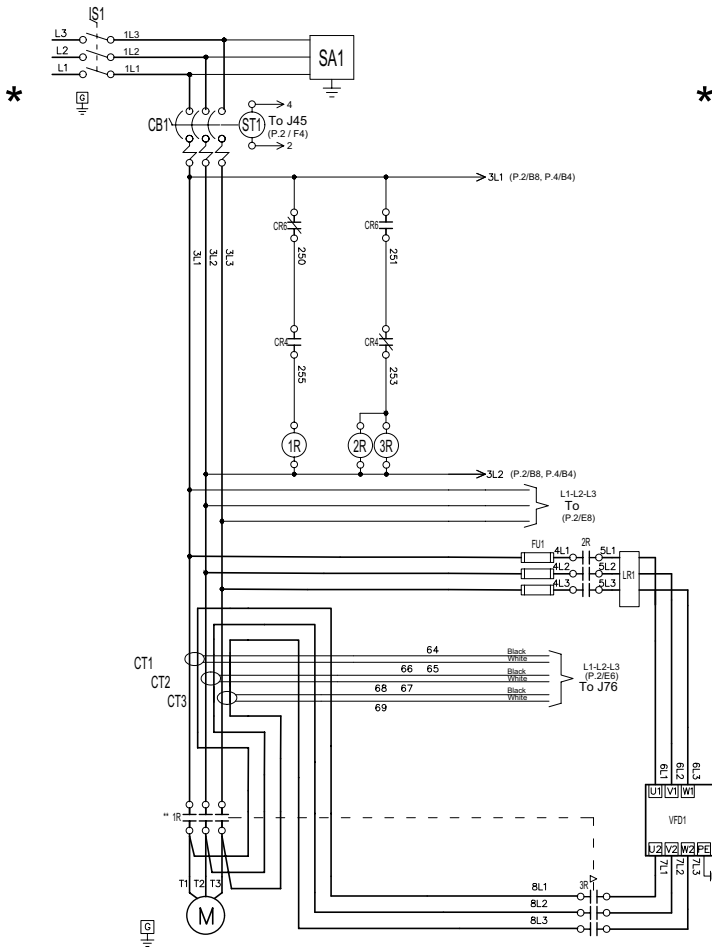 IS1
L3 1L3
L2 1L2
L1 1L1
SA1
* *
G
CB1 ST1
4
To J45
(P.2 / F4)
2
3L1 (P.2/B8, P.4/B4)
CR6 CR6
3L1 3L2 3L3 250 251
CR4 CR4
255 253
1R 2R 3R
3L2 (P.2/B8, P.4/B4)
L1-L2-L3
To
(P.2/E8)
FU1 2R
4L1 5L1
4L2 5L2
4L3 5L3
LR1
CT1 64 Black
White
CT2 66 65 Black
White
CT3 68 67 Black
White
69
L1-L2-L3
(P.2/E6)
To J76
6L1 6L2 6L3
U1 V1 W1
VFD1
U2 V2 W2 PE
7L1 7L2 7L3
** 1R
T1 T2 T3
M
G
3R
8L1
8L2
8L3